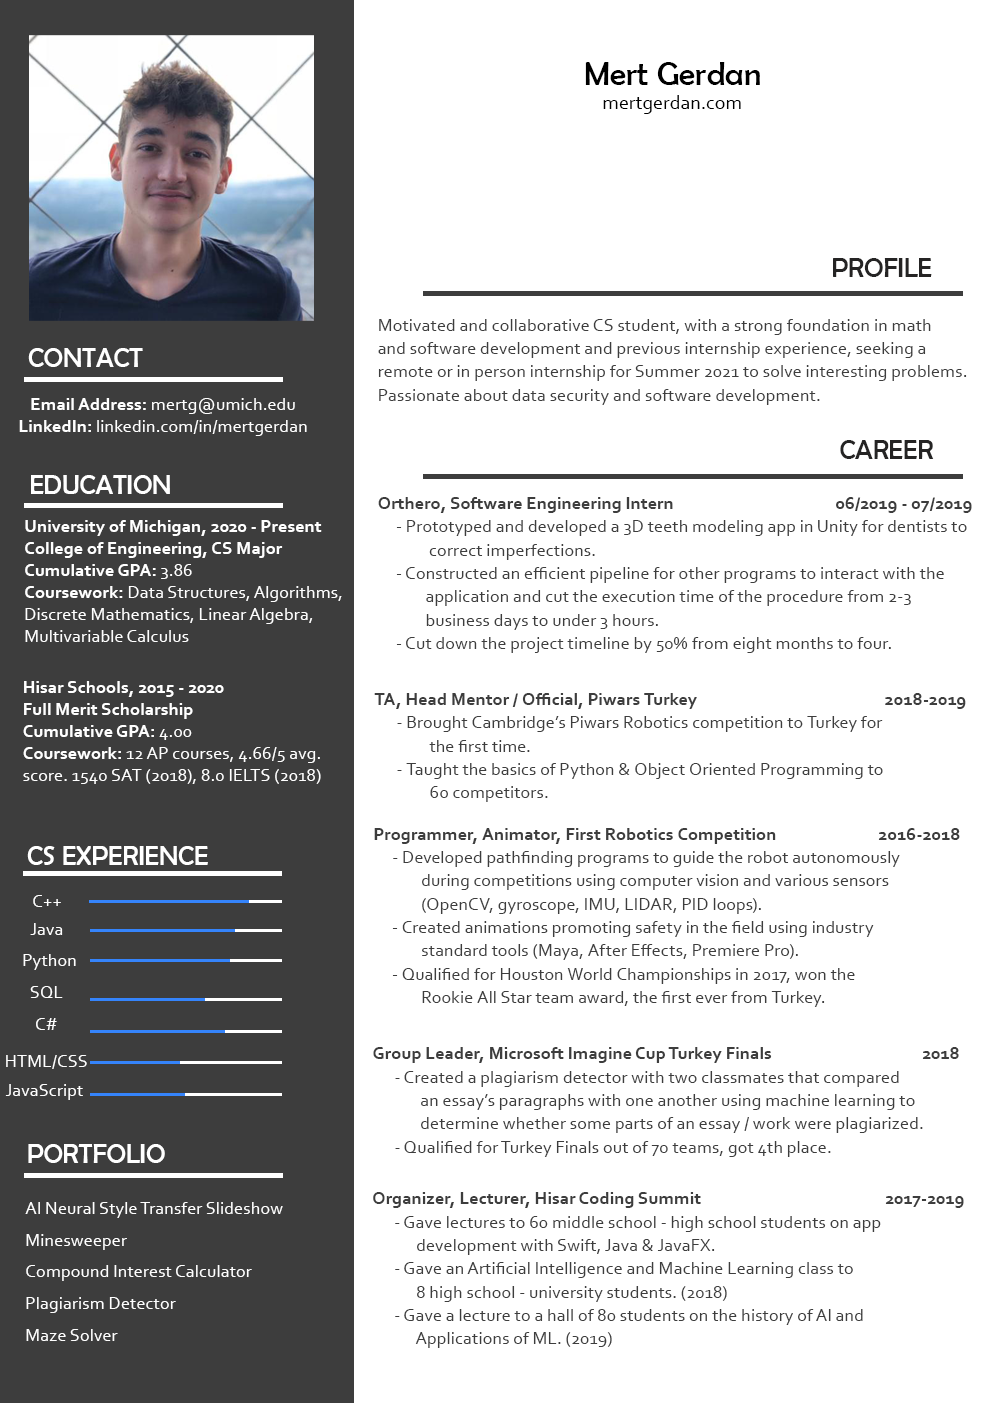 Mert Gerdan
mertgerdan.com
CONTACT
Email Address: mertg@umich.edu
LinkedIn: linkedin.com/in/mertgerdan
EDUCATION
University of Michigan, 2020 - Present
College of Engineering, CS Major
Cumulative GPA: 3.86
Coursework: Data Structures, Algorithms,
Discrete Mathematics, Linear Algebra,
Multivariable Calculus
Hisar Schools, 2015 - 2020
Full Merit Scholarship
Cumulative GPA: 4.00
Coursework: 12 AP courses, 4.66/5 avg.
score. 1540 SAT (2018), 8.0 IELTS (2018)
CS EXPERIENCE
C++
Java
Python
SQL
C#
HTML/CSS
JavaScript
PORTFOLIO
AI Neural Style Transfer Slideshow
Minesweeper
Compound Interest Calculator
Plagiarism Detector
Maze Solver
PROFILE
Motivated and collaborative CS student, with a strong foundation in math
and software development and previous internship experience, seeking a
remote or in person internship for Summer 2021 to solve interesting problems.
Passionate about data security and software development.
CAREER
Orthero, Software Engineering Intern 06/2019 - 07/2019
- Prototyped and developed a 3D teeth modeling app in Unity for dentists to
correct imperfections.
- Constructed an efficient pipeline for other programs to interact with the
application and cut the execution time of the procedure from 2-3
business days to under 3 hours.
- Cut down the project timeline by 50% from eight months to four.
TA, Head Mentor / Official, Piwars Turkey 2018-2019
- Brought Cambridge's Piwars Robotics competition to Turkey for
the first time.
- Taught the basics of Python & Object Oriented Programming to
60 competitors.
Programmer, Animator, First Robotics Competition 2016-2018
- Developed pathfinding programs to guide the robot autonomously
during competitions using computer vision and various sensors
(OpenCV, gyroscope, IMU, LIDAR, PID loops).
- Created animations promoting safety in the field using industry
standard tools (Maya, After Effects, Premiere Pro).
- Qualified for Houston World Championships in 2017, won the
Rookie All Star team award, the first ever from Turkey.
Group Leader, Microsoft Imagine Cup Turkey Finals 2018
- Created a plagiarism detector with two classmates that compared
an essay's paragraphs with one another using machine learning to
determine whether some parts of an essay / work were plagiarized.
- Qualified for Turkey Finals out of 70 teams, got 4th place.
Organizer, Lecturer, Hisar Coding Summit 2017-2019
- Gave lectures to 60 middle school - high school students on app
development with Swift, Java & JavaFX.
- Gave an Artificial Intelligence and Machine Learning class to
8 high school - university students. (2018)
- Gave a lecture to a hall of 80 students on the history of AI and
Applications of ML. (2019)